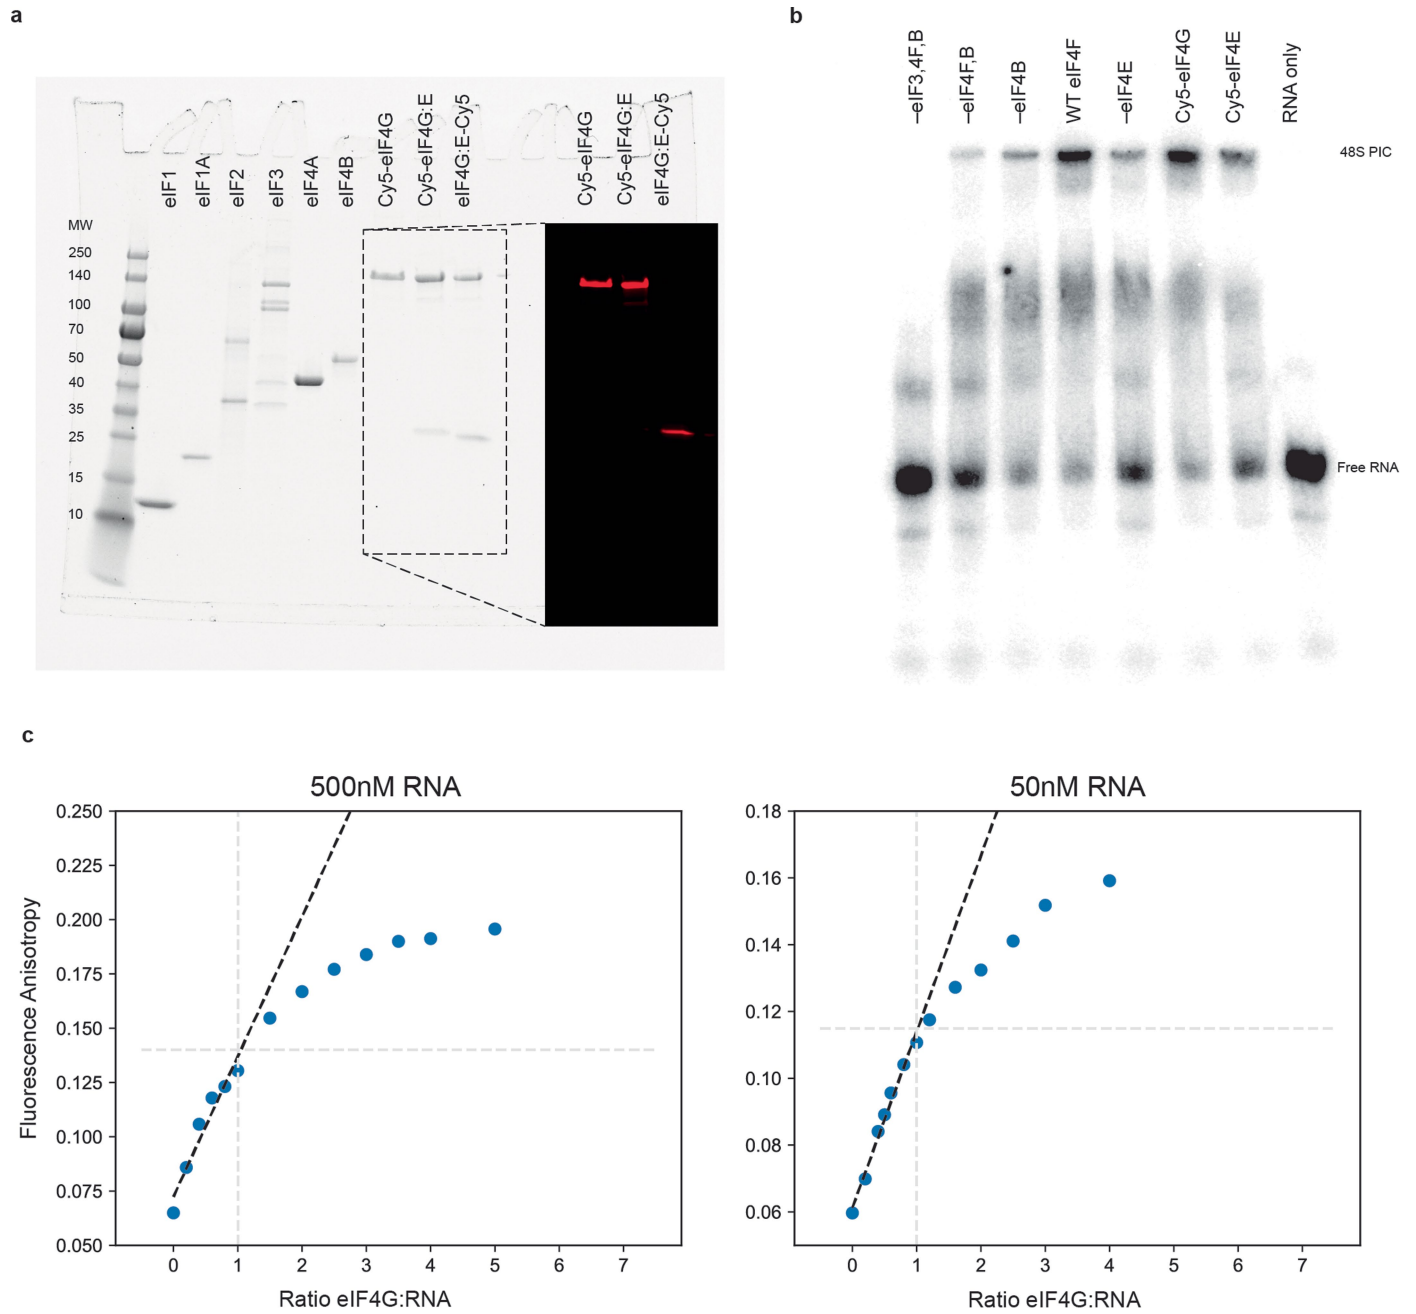 a
eIF1
eIF1A
eIF2
eIF3
eIF4A
eIF4B
Cy5-eIF4G
Cy5-eIF4G:E
eIF4G:E-Cy5
Cy5-eIF4G
Cy5-eIF4G:E
eIF4G:E-Cy5
MW
250
140
100
70
50
40
35
25
15
10
b
–eIF3,4F,B
–eIF4F,B
–eIF4B
WT eIF4F
–eIF4E
Cy5-eIF4G
Cy5-eIF4E
RNA only
48S PIC
Free RNA
c
500nM RNA
Fluorescence Anisotropy
0.250
0.225
0.200
0.175
0.150
0.125
0.100
0.075
0.050
0 1 2 3 4 5 6 7
Ratio eIF4G:RNA
50nM RNA
0.18
0.16
0.14
0.12
0.10
0.08
0.06
0 1 2 3 4 5 6 7
Ratio eIF4G:RNA